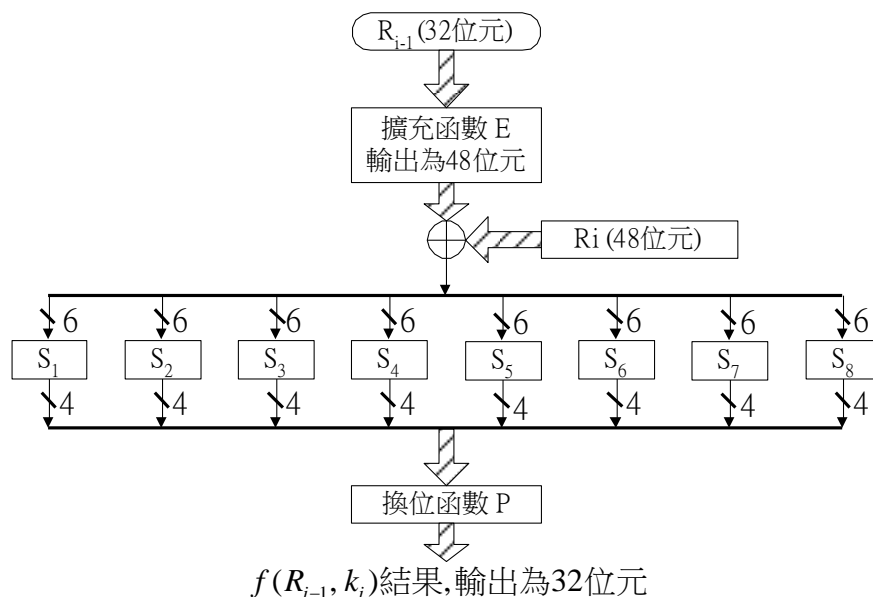 R_{i-1} (32位元)
擴充函數 E
輸出為48位元
Ri (48位元)
6 6 6 6 6 6 6 6
S_1 S_2 S_3 S_4 S_5 S_6 S_7 S_8
4 4 4 4 4 4 4 4
換位函數 P
f(R_{i-1}, k_i)結果,輸出為32位元